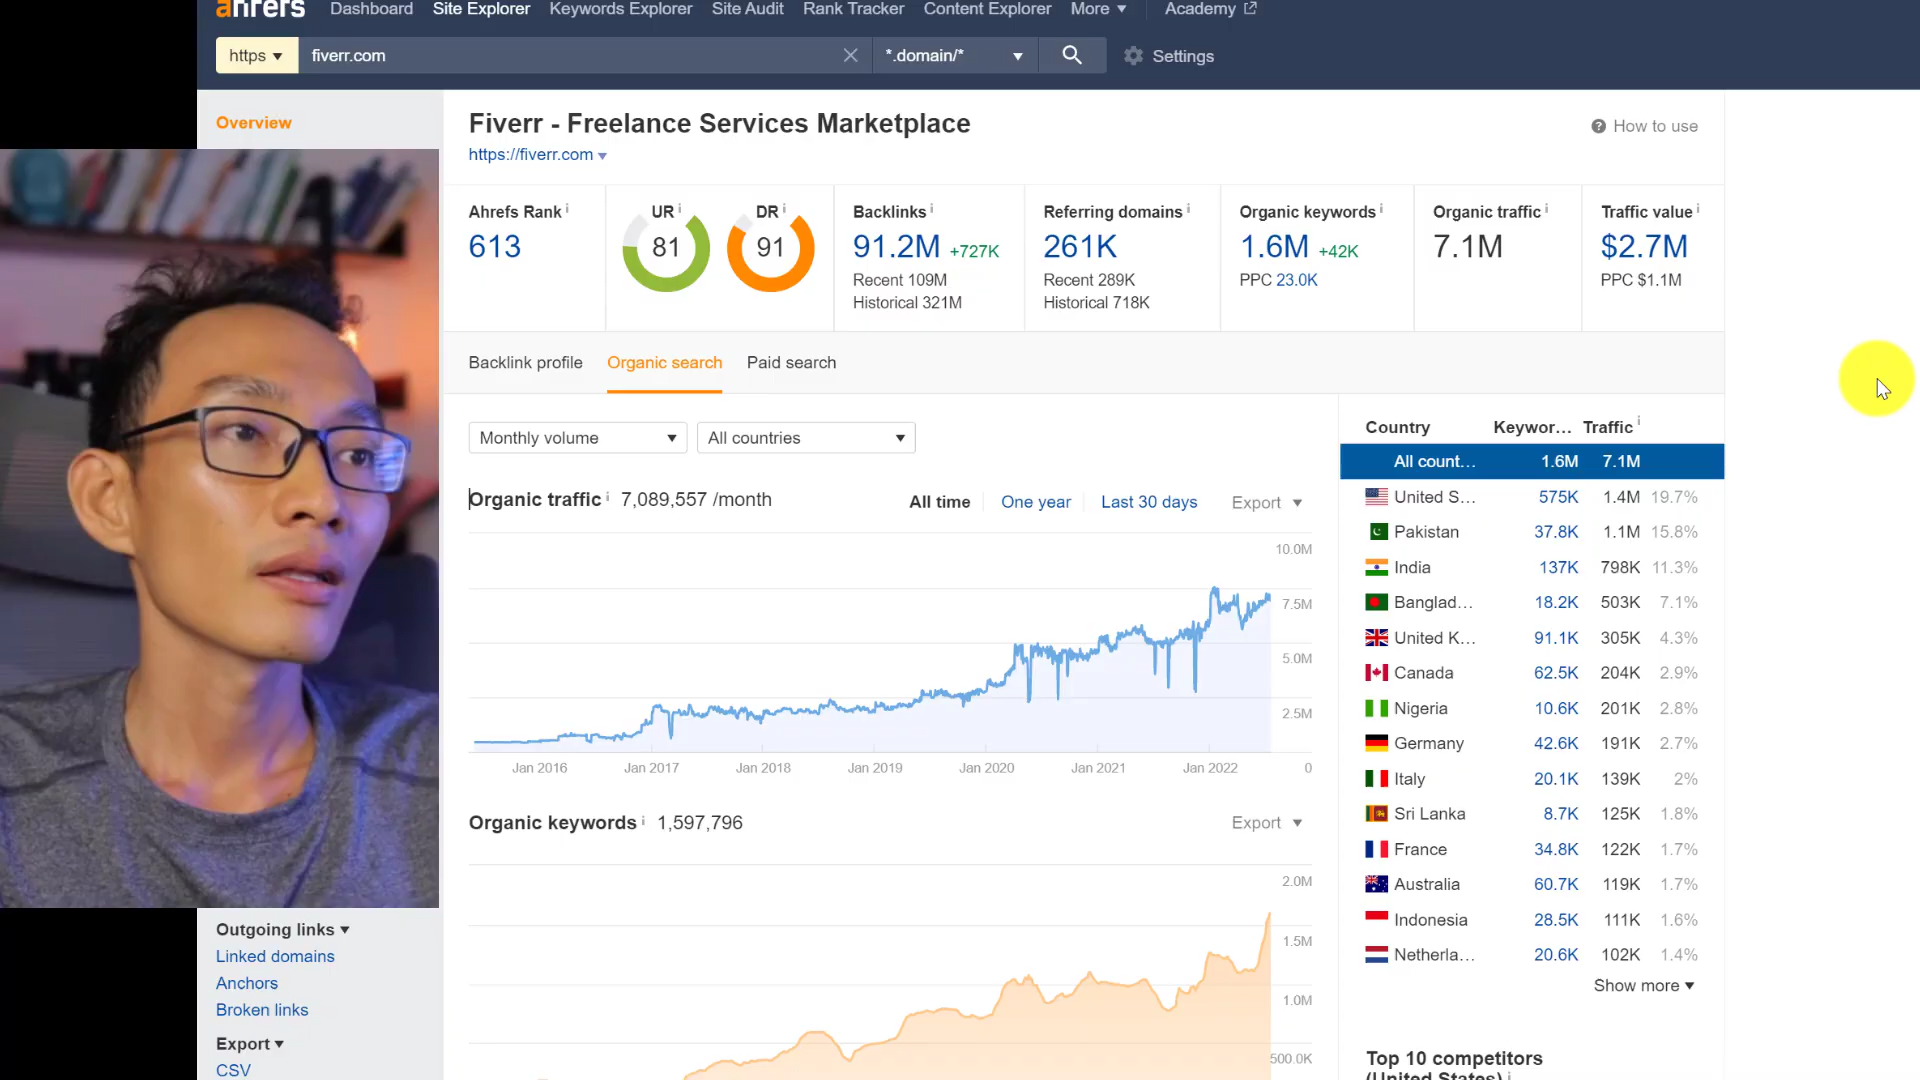 ahrefs Dashboard Site Explorer Keywords Explorer Site Audit Rank Tracker Content Explorer More Academy
https fiverr.com *.domain/* Settings
Overview
Fiverr - Freelance Services Marketplace
How to use
https://fiverr.com
Ahrefs Rank
613
UR
81
DR
91
Backlinks
91.2M +727K
Recent 109M
Historical 321M
Referring domains
261K
Recent 289K
Historical 718K
Organic keywords
1.6M +42K
PPC 23.0K
Organic traffic
7.1M
Traffic value
$2.7M
PPC $1.1M
Backlink profile Organic search Paid search
Monthly volume All countries
Organic traffic 7,089,557 /month All time One year Last 30 days Export
10.0M
7.5M
5.0M
2.5M
Jan 2016 Jan 2017 Jan 2018 Jan 2019 Jan 2020 Jan 2021 Jan 2022 0
Organic keywords 1,597,796 Export
2.0M
1.5M
1.0M
500.0K
Country Keywor... Traffic
All count... 1.6M 7.1M
United S... 575K 1.4M 19.7%
Pakistan 37.8K 1.1M 15.8%
India 137K 798K 11.3%
Banglad... 18.2K 503K 7.1%
United K... 91.1K 305K 4.3%
Canada 62.5K 204K 2.9%
Nigeria 10.6K 201K 2.8%
Germany 42.6K 191K 2.7%
Italy 20.1K 139K 2%
Sri Lanka 8.7K 125K 1.8%
France 34.8K 122K 1.7%
Australia 60.7K 119K 1.7%
Indonesia 28.5K 111K 1.6%
Netherla... 20.6K 102K 1.4%
Show more
Top 10 competitors
(United States)
Outgoing links
Linked domains
Anchors
Broken links
Export
CSV